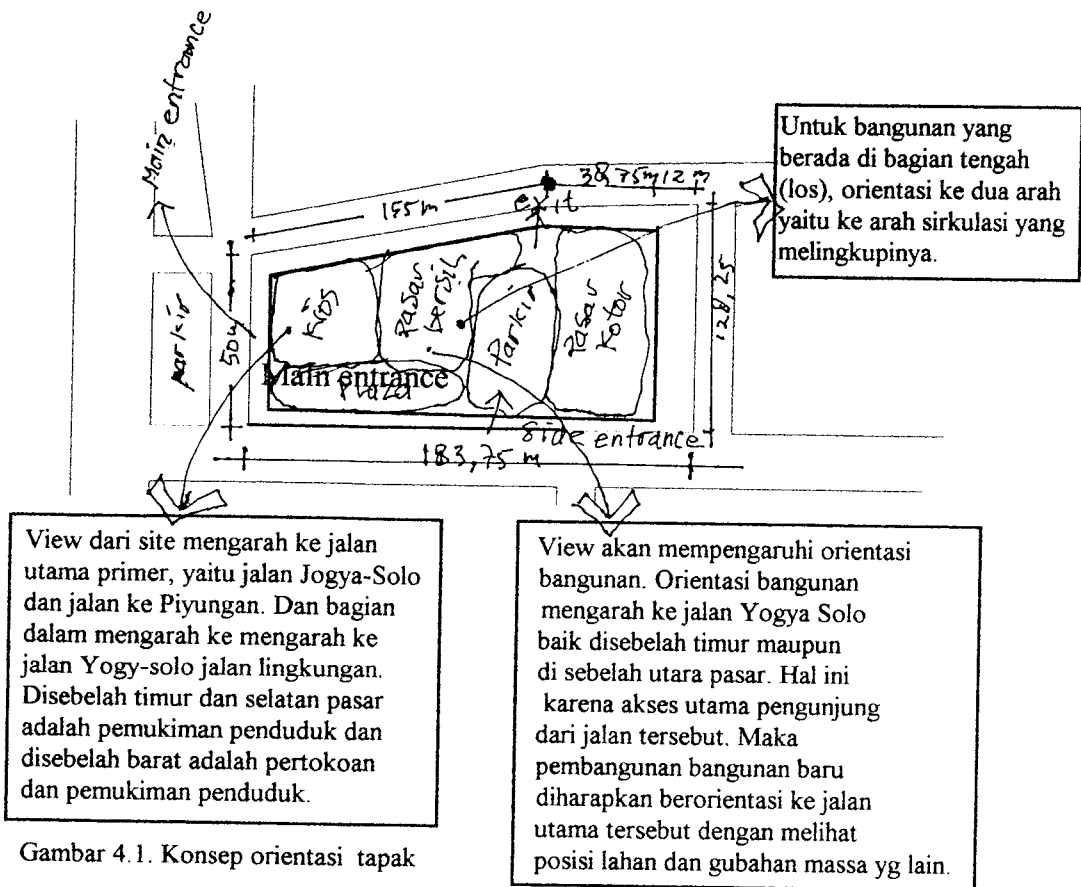 Main entrance
Untuk bangunan yang
berada di bagian tengah
(los), orientasi ke dua arah
yaitu ke arah sirkulasi yang
melingkupinya.
38,75m
12 m
155 m
exit
128,25
50m
parkir
Kios
Pasar
bersih
Parkir
Pasar
Kotor
Main entrance
Plaza
Side entrance
183,75 m
View dari site mengarah ke jalan
utama primer, yaitu jalan Jogya-Solo
dan jalan ke Piyungan. Dan bagian
dalam mengarah ke mengarah ke
jalan Yogy-solo jalan lingkungan.
Disebelah timur dan selatan pasar
adalah pemukiman penduduk dan
disebelah barat adalah pertokoan
dan pemukiman penduduk.
View akan mempengaruhi orientasi
bangunan. Orientasi bangunan
mengarah ke jalan Yogya Solo
baik disebelah timur maupun
di sebelah utara pasar. Hal ini
karena akses utama pengunjung
dari jalan tersebut. Maka
pembangunan bangunan baru
diharapkan berorientasi ke jalan
utama tersebut dengan melihat
posisi lahan dan gubahan massa yg lain.
Gambar 4.1. Konsep orientasi tapak